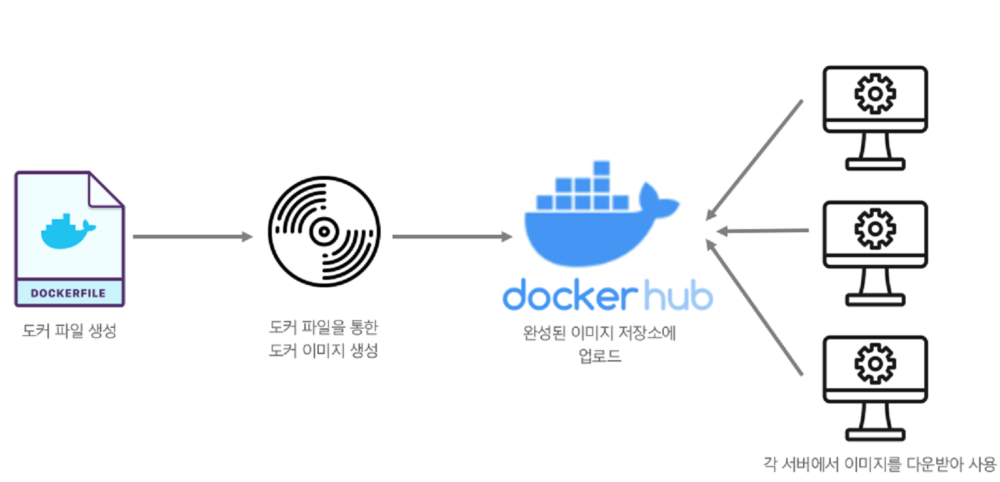 DOCKERFILE
도커 파일 생성
도커 파일을 통한
도커 이미지 생성
docker hub
완성된 이미지 저장소에
업로드
각 서버에서 이미지를 다운받아 사용